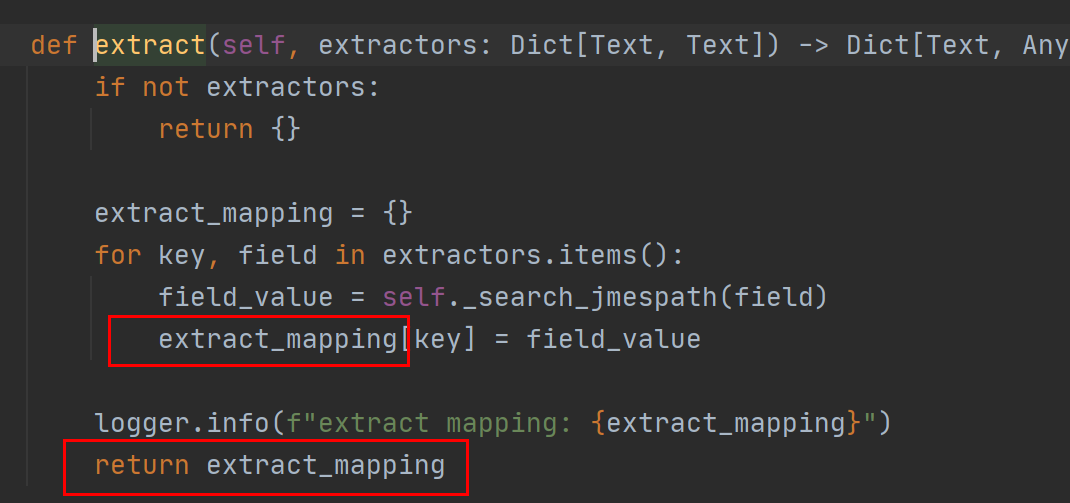 def extract(self, extractors: Dict[Text, Text]) -> Dict[Text, Any
if not extractors:
return {}
extract_mapping = {}
for key, field in extractors.items():
field_value = self._search_jmespath(field)
extract_mapping[key] = field_value
logger.info(f"extract mapping: {extract_mapping}")
return extract_mapping